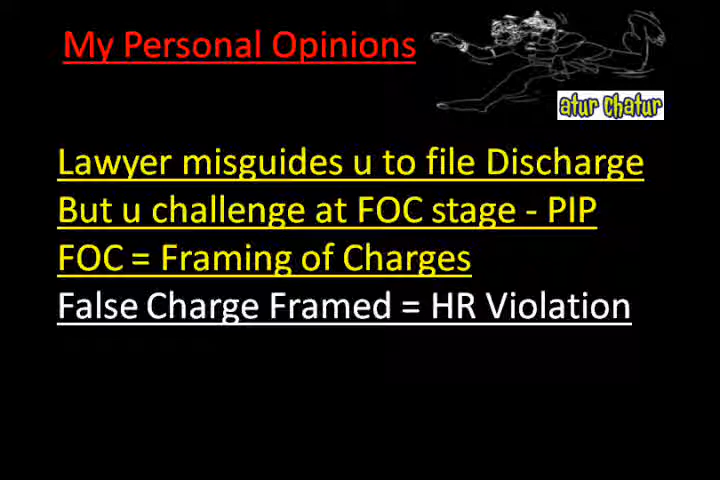 My Personal Opinions
atur chatur
Lawyer misguides u to file Discharge
But u challenge at FOC stage - PIP
FOC = Framing of Charges
False Charge Framed = HR Violation